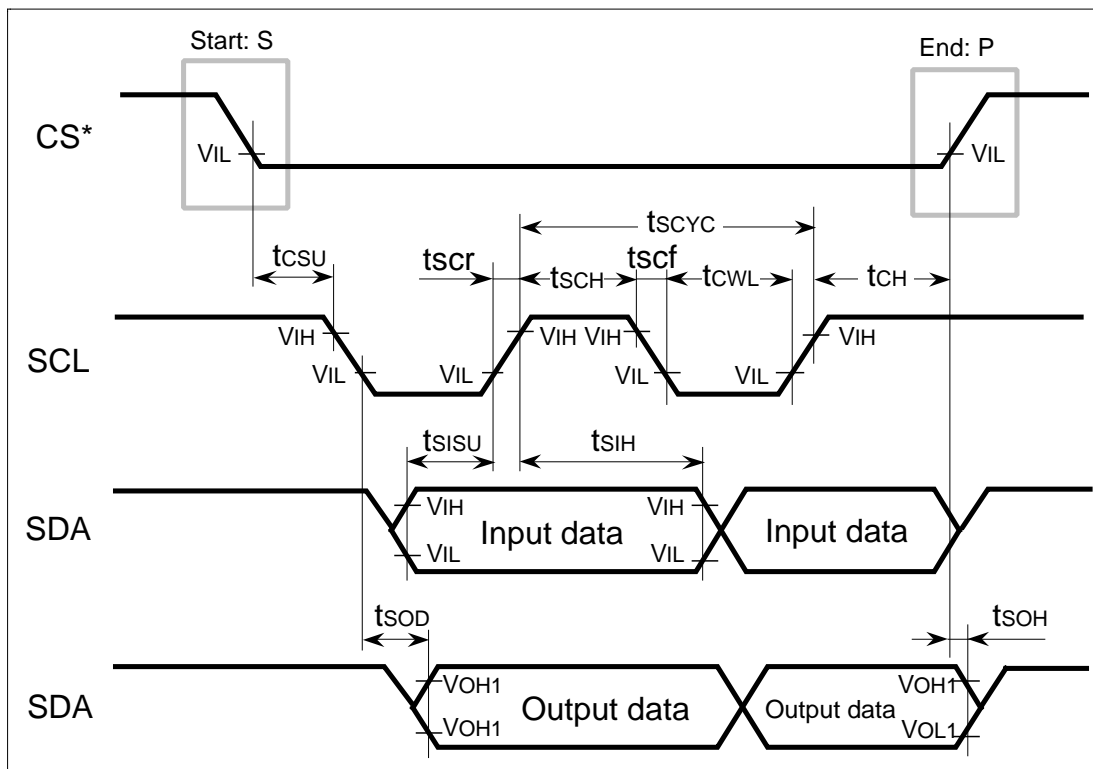 Start: S
End: P
CS*
VIL
VIL
tSCYC
tCSU
tscr
tSCH
tscf
tCWL
tCH
SCL
VIH
VIL
VIL
VIH
VIH
VIL
VIL
VIH
tSISU
tSIH
SDA
VIH
VIL
Input data
VIH
VIL
Input data
tSOD
tSOH
SDA
VOH1
VOH1
Output data
Output data
VOH1
VOL1